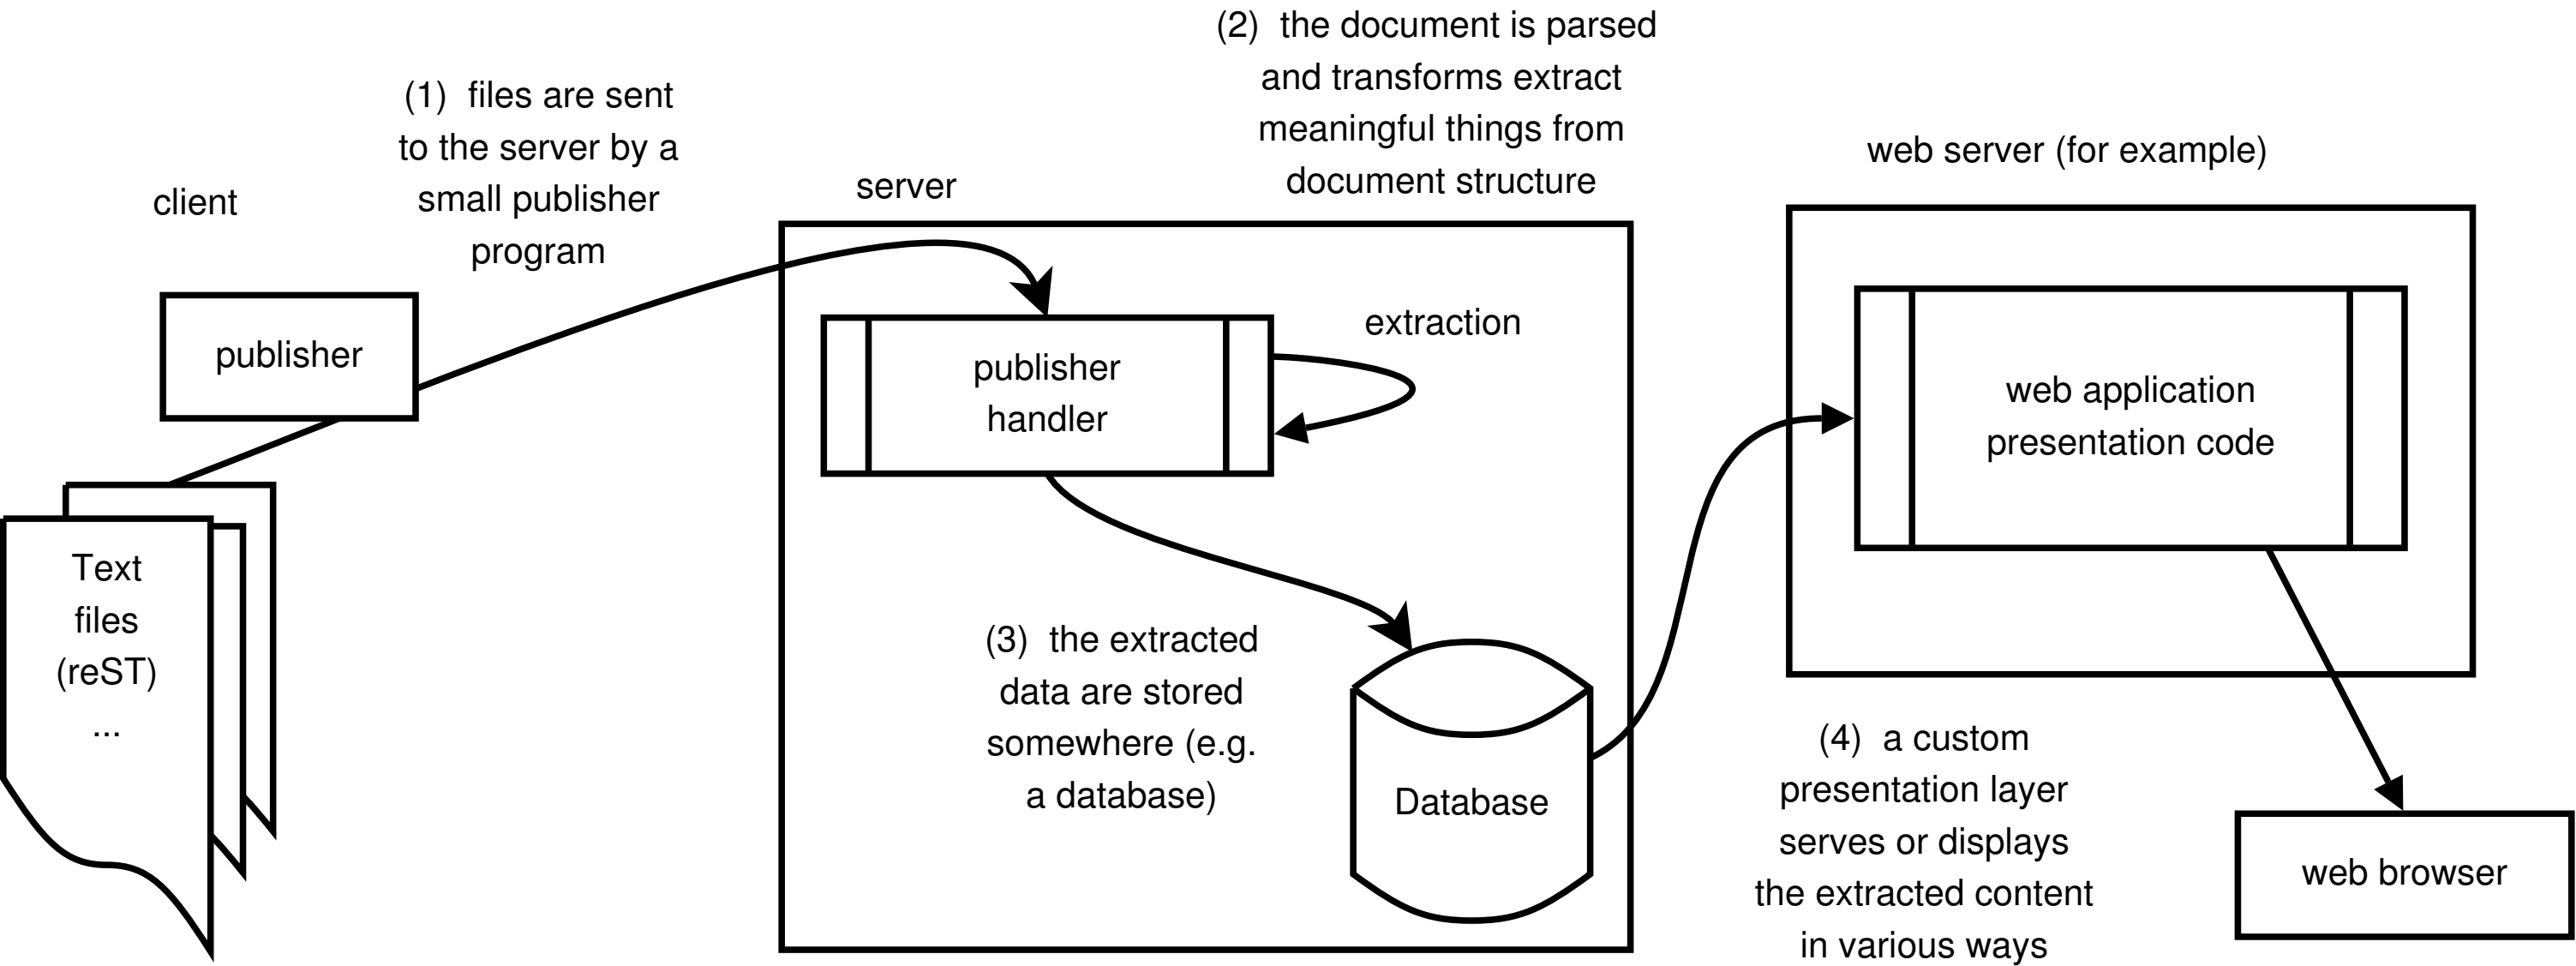 client
(1) files are sent
to the server by a
small publisher
program
publisher
Text
files
(reST)
...
server
(2) the document is parsed
and transforms extract
meaningful things from
document structure
publisher
handler
extraction
(3) the extracted
data are stored
somewhere (e.g.
a database)
Database
web server (for example)
web application
presentation code
(4) a custom
presentation layer
serves or displays
the extracted content
in various ways
web browser